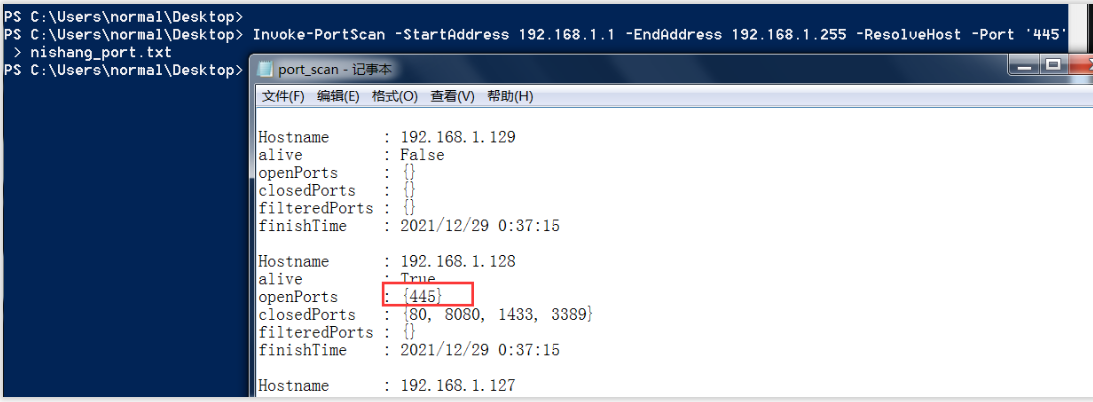 PS C:\Users\normal\Desktop>
PS C:\Users\normal\Desktop> Invoke-PortScan -StartAddress 192.168.1.1 -EndAddress 192.168.1.255 -ResolveHost -Port '445'
> nishang_port.txt
PS C:\Users\normal\Desktop>
port_scan - 记事本
文件(F) 编辑(E) 格式(O) 查看(V) 帮助(H)
Hostname : 192.168.1.129
alive : False
openPorts : {}
closedPorts : {}
filteredPorts : {}
finishTime : 2021/12/29 0:37:15
Hostname : 192.168.1.128
alive : True
openPorts : {445}
closedPorts : {80, 8080, 1433, 3389}
filteredPorts : {}
finishTime : 2021/12/29 0:37:15
Hostname : 192.168.1.127